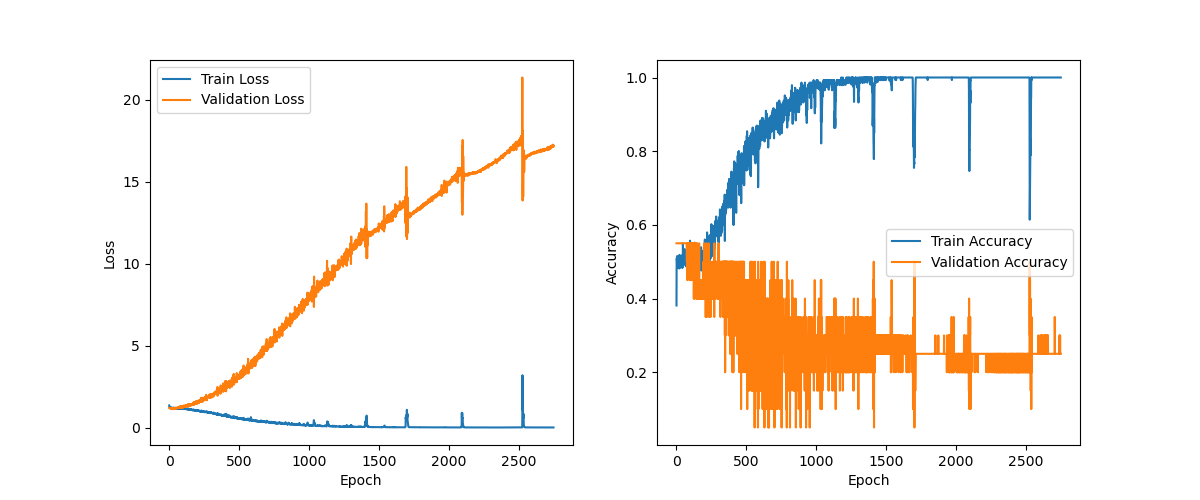 Train Loss
Validation Loss
20
15
10
5
0
Loss
0 500 1000 1500 2000 2500
Epoch
1.0
0.8
0.6
0.4
0.2
Accuracy
Train Accuracy
Validation Accuracy
0 500 1000 1500 2000 2500
Epoch